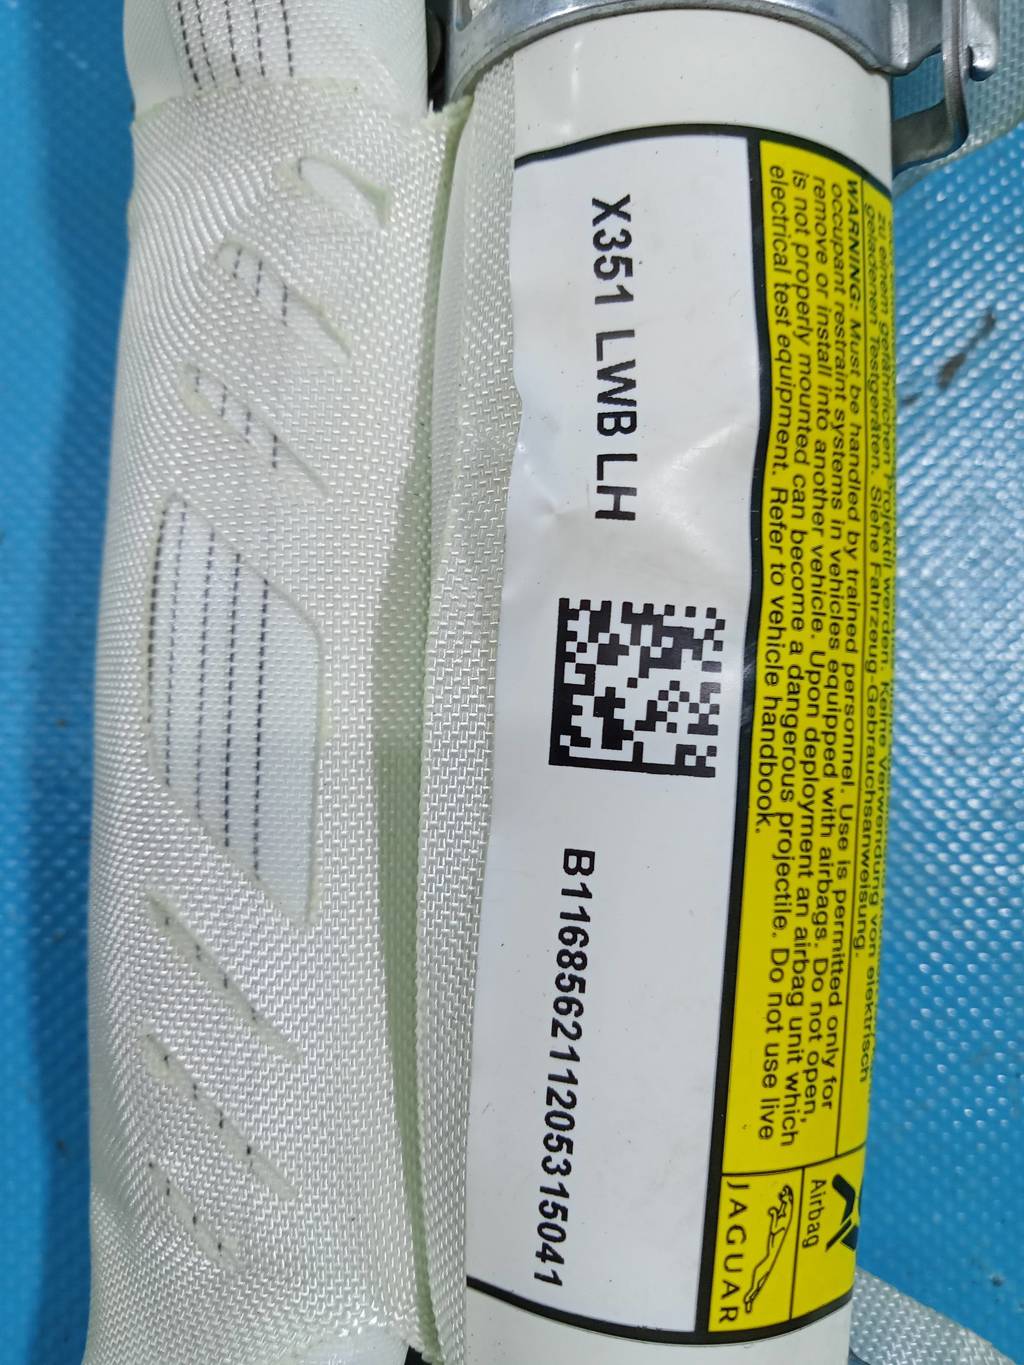 X351 LWB LH
B116856211205315041
zu einem gefährlichen Projektil werden. Keine Verwendung von elektrisch
geladenen Testgeräten. Siehe Fahrzeug-Gebrauchsanweisung.
WARNING: Must be handled by trained personnel. Use is permitted only for
occupant restraint systems in vehicles equipped with airbags. Do not open,
remove or install into another vehicle. Upon deployment an airbag unit which
is not properly mounted can become a dangerous projectile. Do not use live
electrical test equipment. Refer to vehicle handbook.
Airbag
JAGUAR